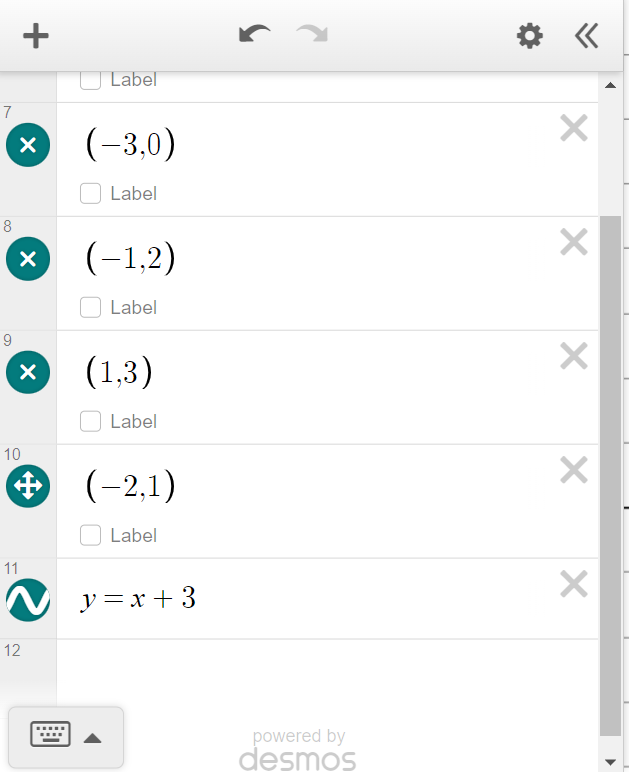 Label
7
(−3,0)
Label
8
(−1,2)
Label
9
(1,3)
Label
10
(−2,1)
Label
11
y = x + 3
12
powered by
desmos